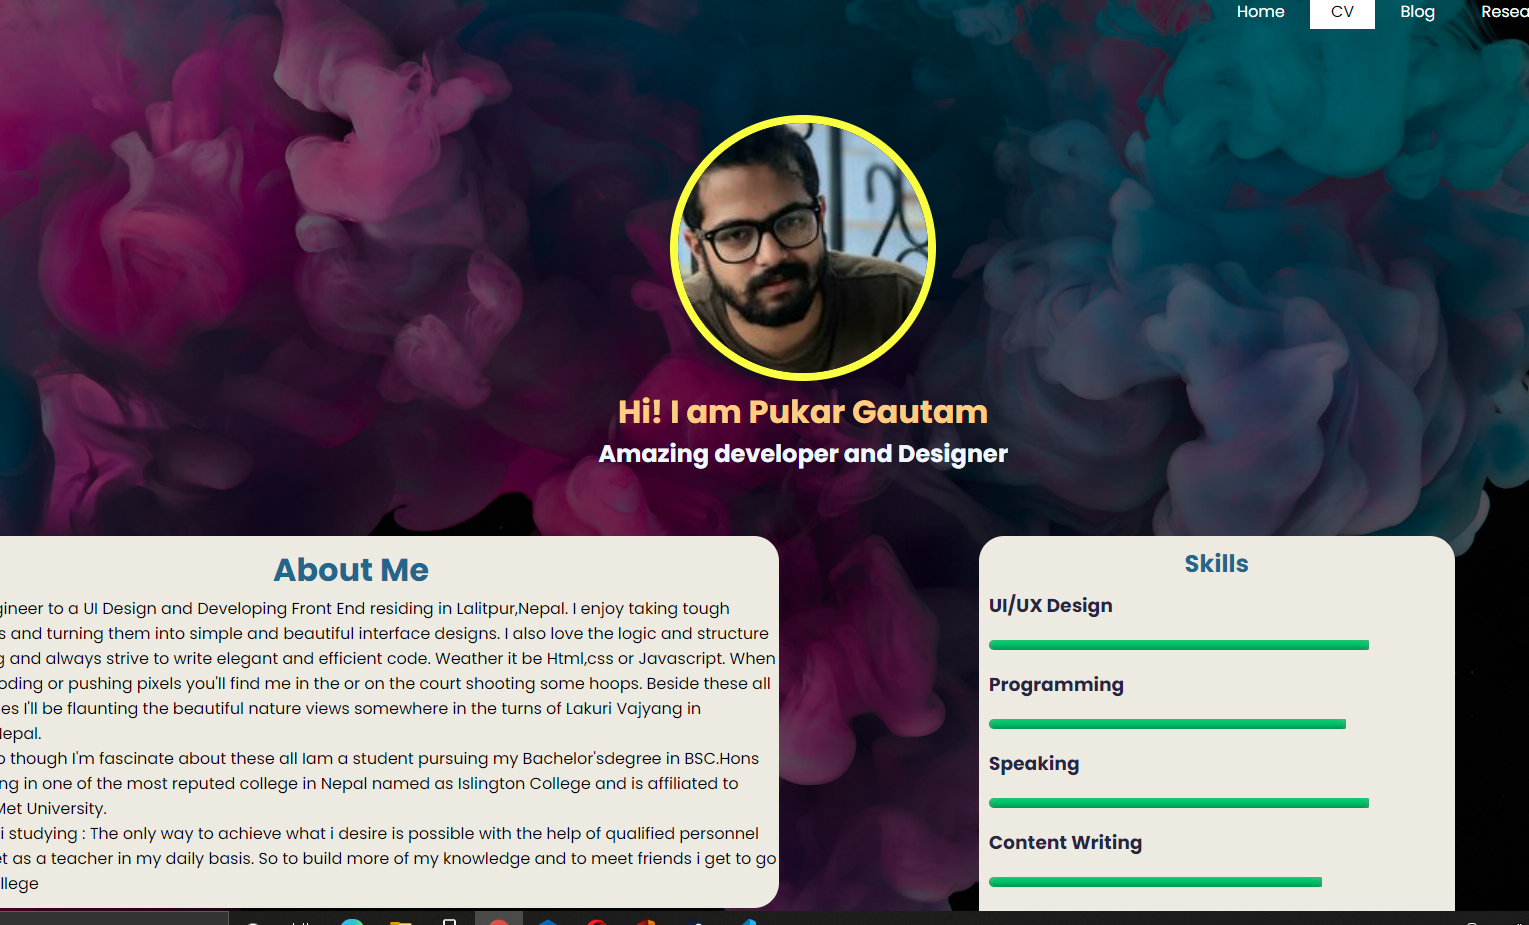 Home CV Blog
Hi! I am Pukar Gautam
Amazing developer and Designer
About Me
to a UI Design and Developing Front End residing in Lalitpur,Nepal. I enjoy taking tough
and turning them into simple and beautiful interface designs. I also love the logic and structure
and always strive to write elegant and efficient code. Weather it be Html,css or Javascript. When
or pushing pixels you'll find me in the or on the court shooting some hoops. Beside these all
I'll be flaunting the beautiful nature views somewhere in the turns of Lakuri Vajyang in
though I'm fascinate about these all Iam a student pursuing my Bachelor'sdegree in BSC.Hons
in one of the most reputed college in Nepal named as Islington College and is affiliated to
Met University.
i studying : The only way to achieve what i desire is possible with the help of qualified personnel
as a teacher in my daily basis. So to build more of my knowledge and to meet friends i get to go
Skills
UI/UX Design
Programming
Speaking
Content Writing